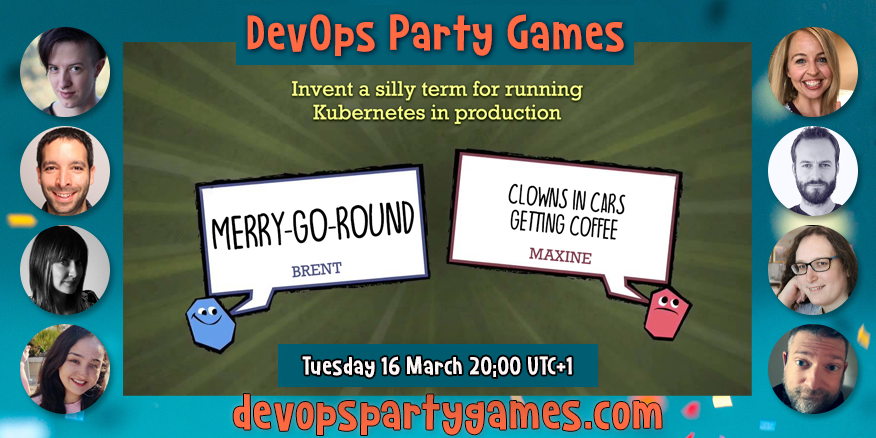 DevOps Party Games
Invent a silly term for running
Kubernetes in production
MERRY-GO-ROUND
BRENT
CLOWNS IN CARS
GETTING COFFEE
MAXINE
Tuesday 16 March 20:00 UTC+1
devopspartygames.com